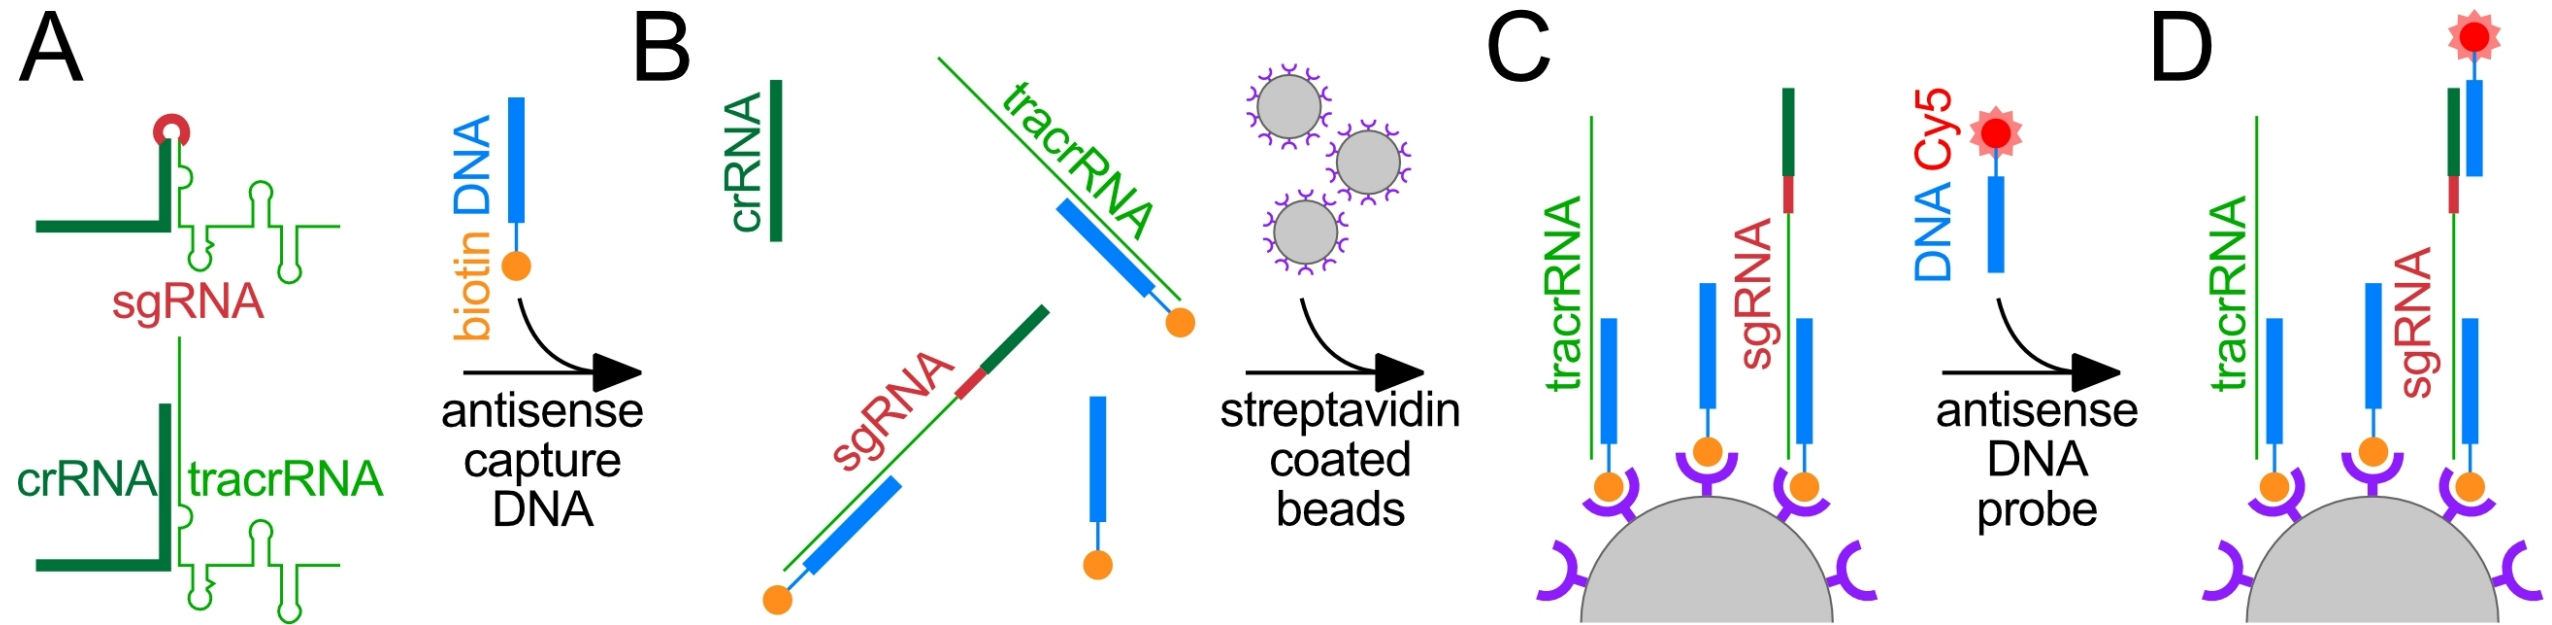 A
sgRNA
crRNA
tracrRNA
biotin DNA
antisense
capture
DNA
B
crRNA
tracrRNA
sgRNA
streptavidin
coated
beads
C
tracrRNA
sgRNA
DNA Cy5
antisense
DNA
probe
D
tracrRNA
sgRNA